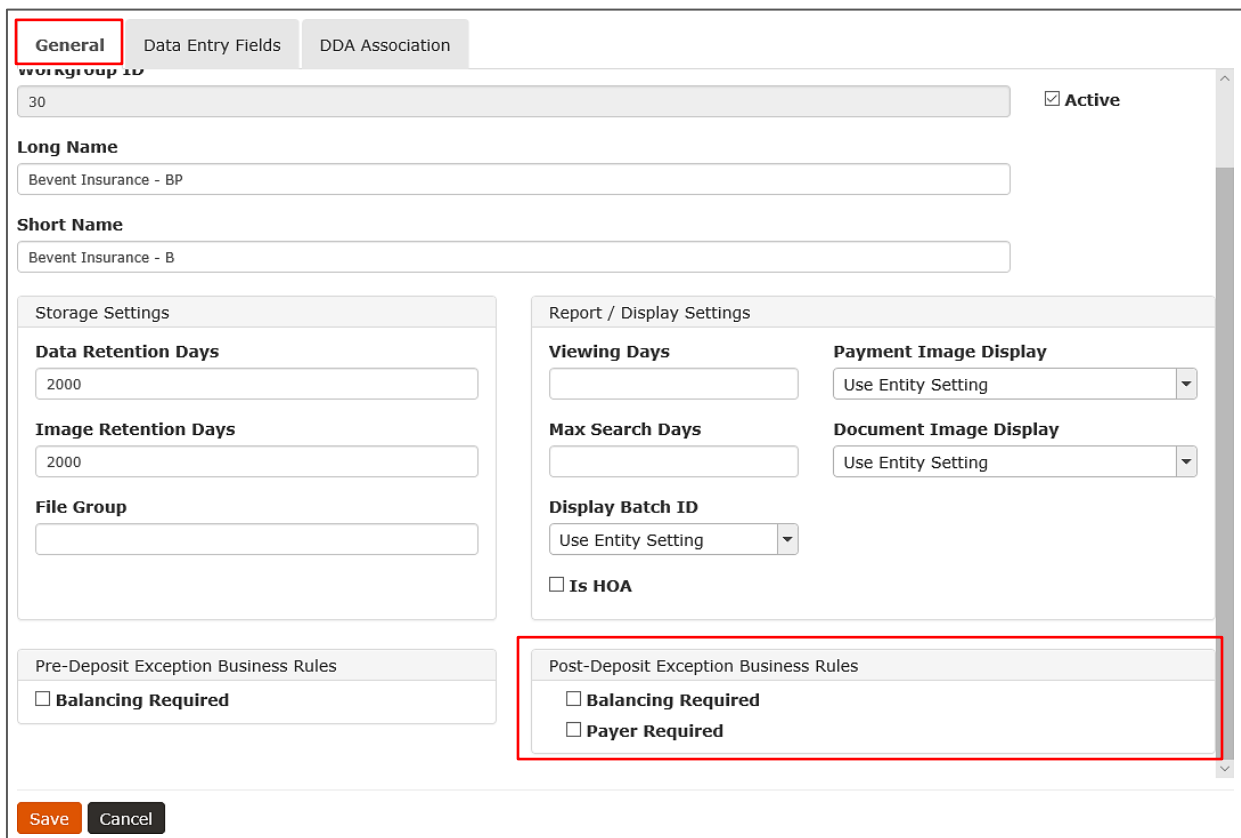 General Data Entry Fields DDA Association
Workgroup ID
30
Active
Long Name
Bevent Insurance - BP
Short Name
Bevent Insurance - B
Storage Settings
Data Retention Days
2000
Image Retention Days
2000
File Group
Report / Display Settings
Viewing Days
Payment Image Display
Use Entity Setting
Max Search Days
Document Image Display
Use Entity Setting
Display Batch ID
Use Entity Setting
Is HOA
Pre-Deposit Exception Business Rules
Balancing Required
Post-Deposit Exception Business Rules
Balancing Required
Payer Required
Save Cancel